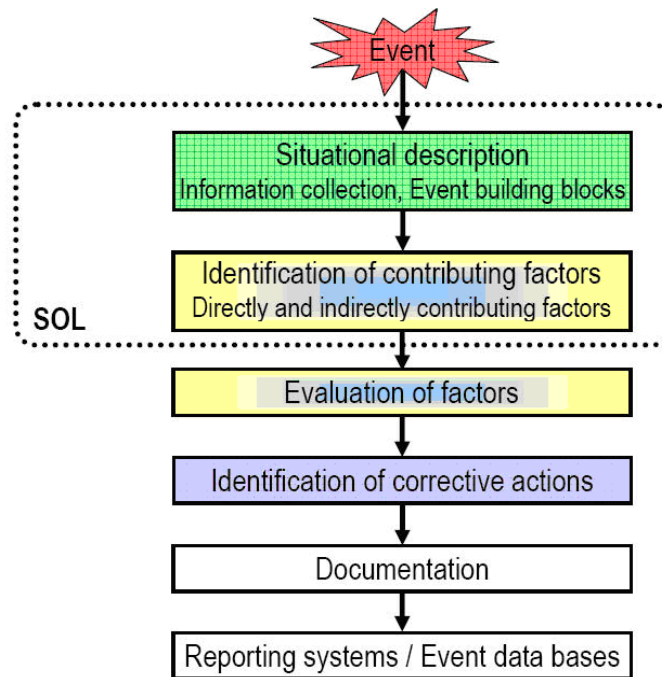 Event
Situational description
Information collection, Event building blocks
Identification of contributing factors
Directly and indirectly contributing factors
SOL
Evaluation of factors
Identification of corrective actions
Documentation
Reporting systems / Event data bases